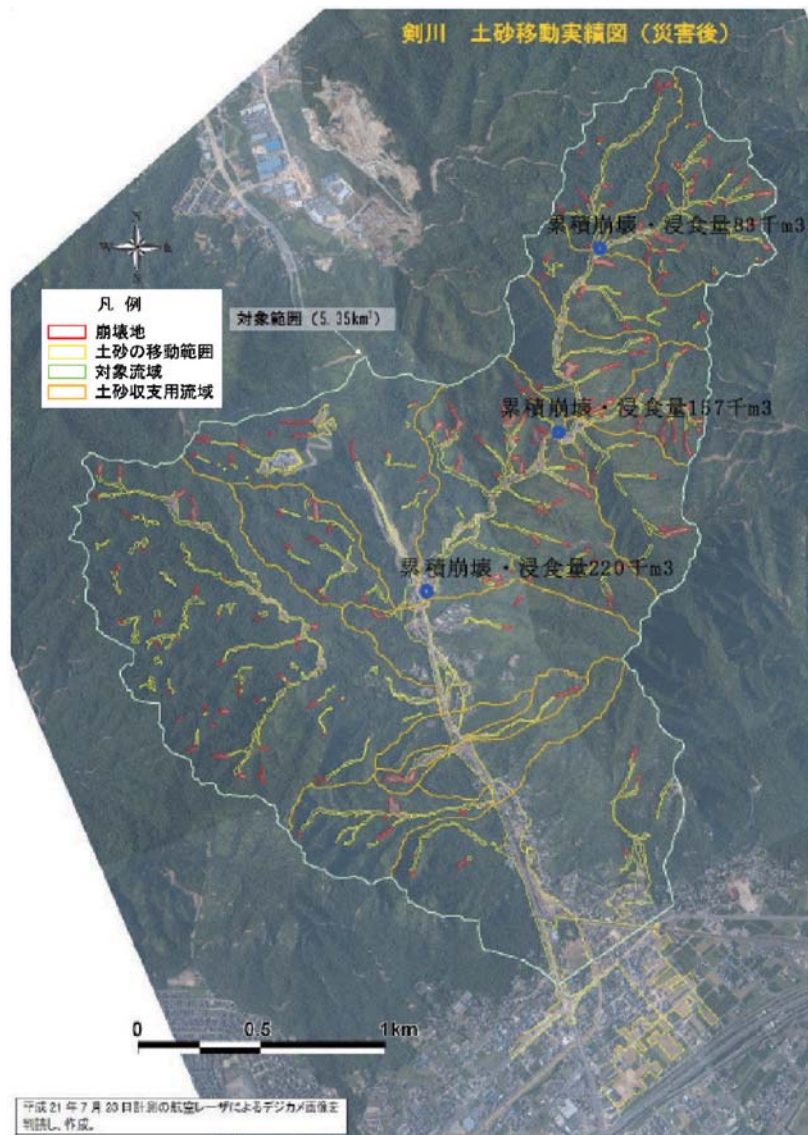 剣川 土砂移動実績図（災害後）
N
W
E
S
累積崩壊・浸食量83千m3
凡 例
崩壊地
土砂の移動範囲
対象流域
土砂収支用流域
対象範囲（5.35km²）
累積崩壊・浸食量157千m3
累積崩壊・浸食量220千m3
0 0.5 1km
平成21年7月23日計測の航空レーザによるデジカメ画像を
判読し、作成。